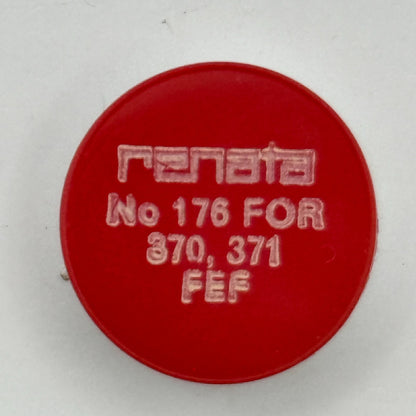 renata
No 176 FOR
370, 371
FEF